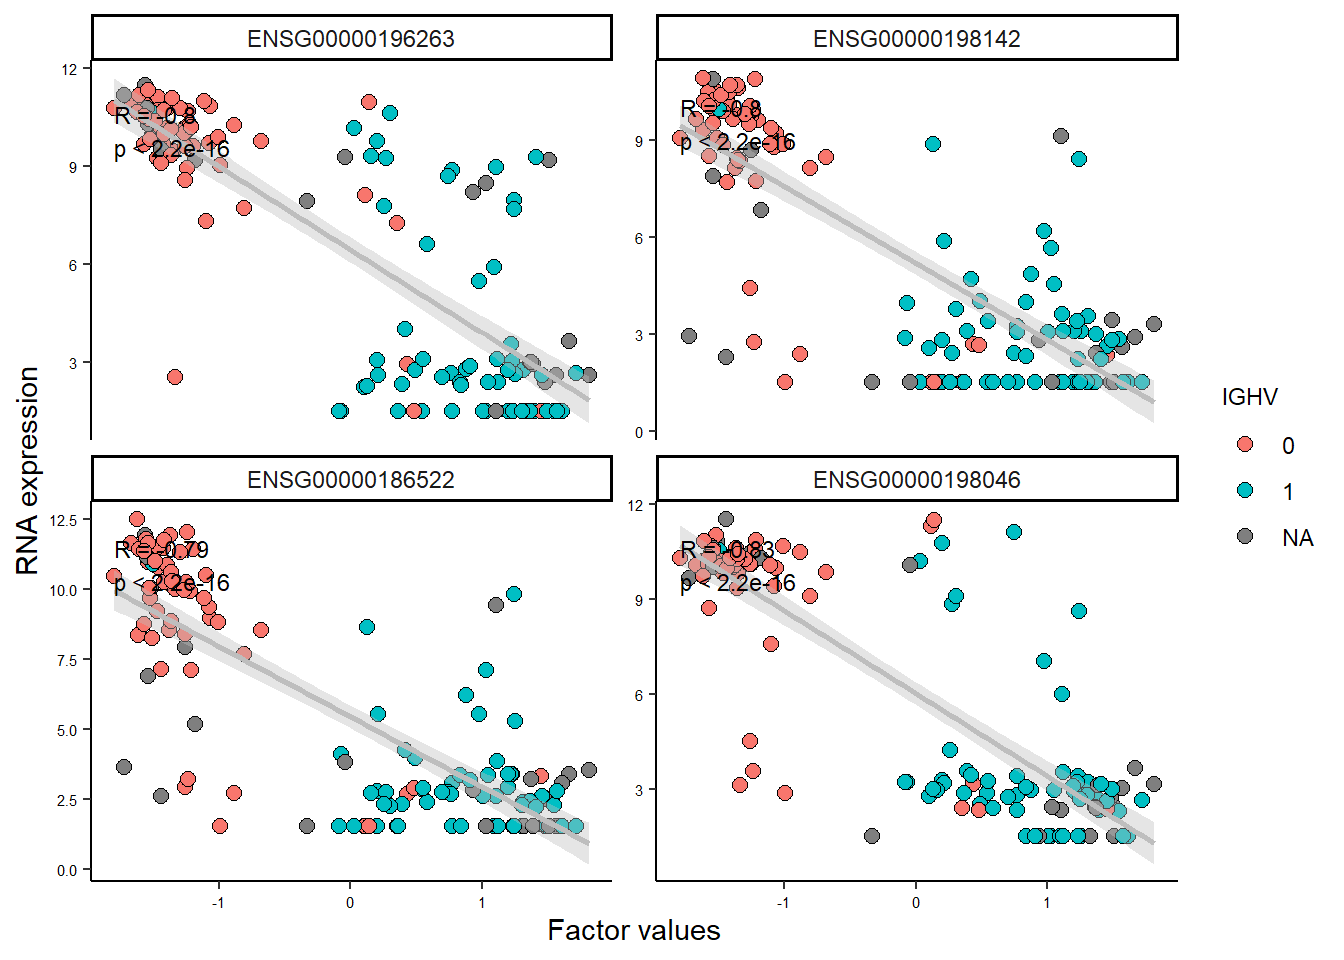 ENSG00000196263
ENSG00000198142
12
9
6
3
R = -0.8
p < 2.2e-16
9
6
3
0
R = -0.8
p < 2.2e-16
RNA expression
ENSG00000186522
ENSG00000198046
12.5
10.0
7.5
5.0
2.5
0.0
R = -0.79
p < 2.2e-16
12
9
6
3
R = -0.83
p < 2.2e-16
-1
0
1
-1
0
1
Factor values
IGHV
0
1
NA